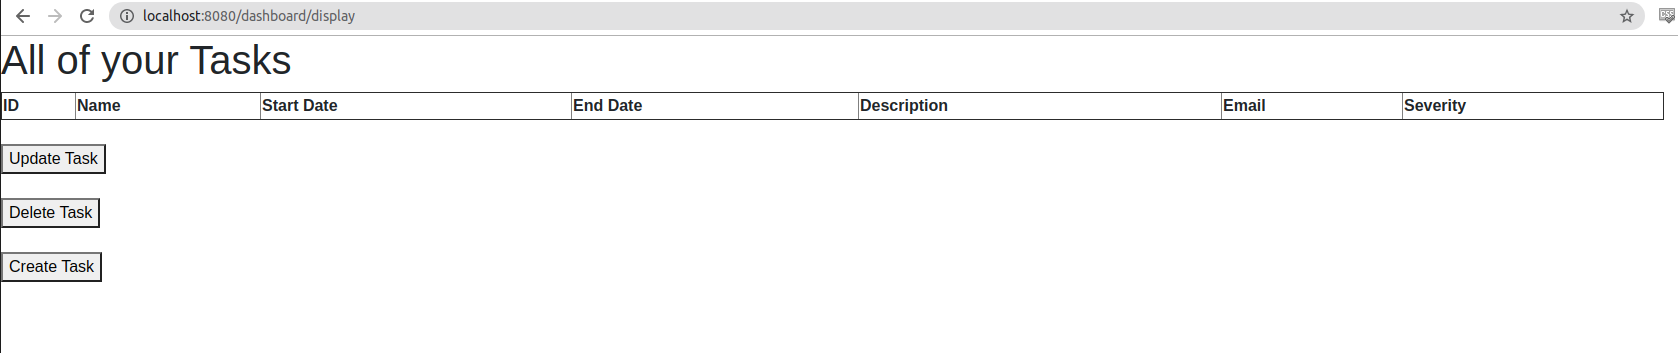 localhost:8080/dashboard/display
CSS
All of your Tasks
ID Name Start Date End Date Description Email Severity
Update Task
Delete Task
Create Task